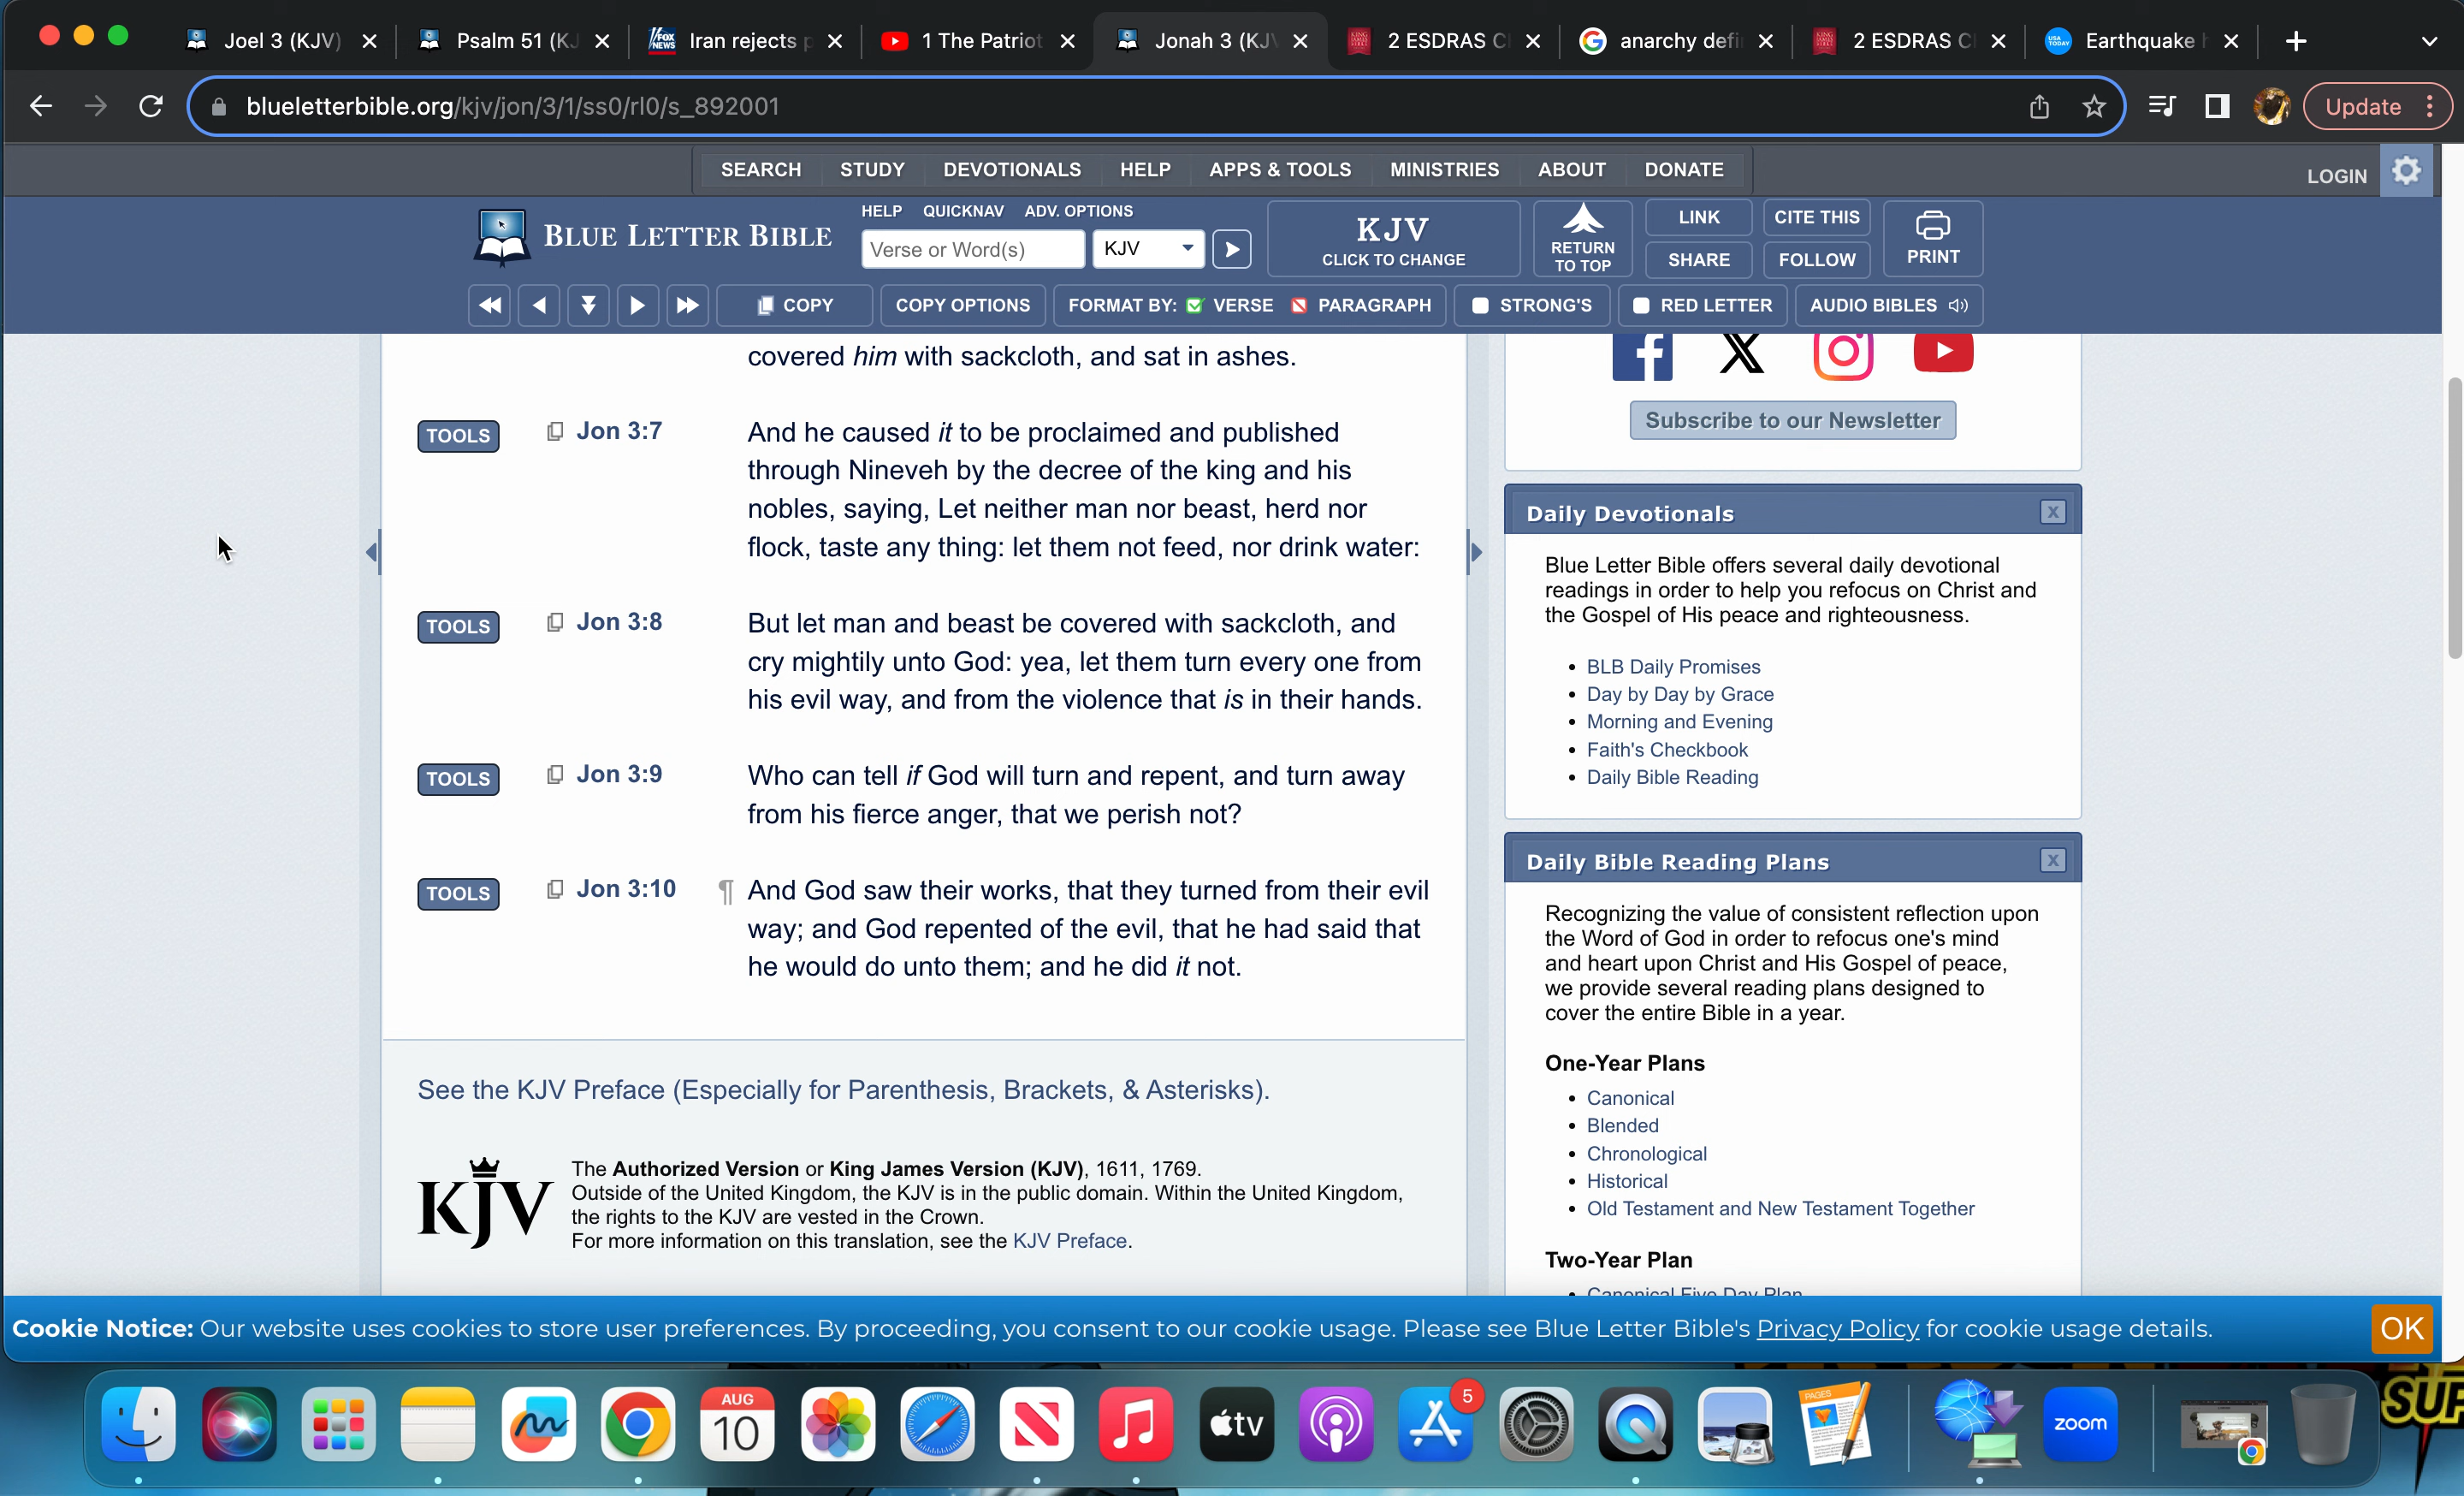 Joel 3 (KJV)
Psalm 51 (KJ
Iran rejects p
1 The Patriot
Jonah 3 (KJV
2 ESDRAS C
anarchy defi
2 ESDRAS C
Earthquake h
blueletterbible.org/kjv/jon/3/1/ss0/rl0/s_892001
Update
SEARCH STUDY DEVOTIONALS HELP APPS & TOOLS MINISTRIES ABOUT DONATE
LOGIN
BLUE LETTER BIBLE
HELP QUICKNAV ADV. OPTIONS
Verse or Word(s)
KJV
KJV
CLICK TO CHANGE
RETURN
TO TOP
LINK
CITE THIS
SHARE
FOLLOW
PRINT
COPY
COPY OPTIONS
FORMAT BY: VERSE PARAGRAPH
STRONG'S
RED LETTER
AUDIO BIBLES
covered him with sackcloth, and sat in ashes.
TOOLS
Jon 3:7
And he caused it to be proclaimed and published
through Nineveh by the decree of the king and his
nobles, saying, Let neither man nor beast, herd nor
flock, taste any thing: let them not feed, nor drink water:
TOOLS
Jon 3:8
But let man and beast be covered with sackcloth, and
cry mightily unto God: yea, let them turn every one from
his evil way, and from the violence that is in their hands.
TOOLS
Jon 3:9
Who can tell if God will turn and repent, and turn away
from his fierce anger, that we perish not?
TOOLS
Jon 3:10
¶ And God saw their works, that they turned from their evil
way; and God repented of the evil, that he had said that
he would do unto them; and he did it not.
See the KJV Preface (Especially for Parenthesis, Brackets, & Asterisks).
KJV
The Authorized Version or King James Version (KJV), 1611, 1769.
Outside of the United Kingdom, the KJV is in the public domain. Within the United Kingdom,
the rights to the KJV are vested in the Crown.
For more information on this translation, see the KJV Preface.
Subscribe to our Newsletter
Daily Devotionals
x
Blue Letter Bible offers several daily devotional
readings in order to help you refocus on Christ and
the Gospel of His peace and righteousness.
• BLB Daily Promises
• Day by Day by Grace
• Morning and Evening
• Faith's Checkbook
• Daily Bible Reading
Daily Bible Reading Plans
x
Recognizing the value of consistent reflection upon
the Word of God in order to refocus one's mind
and heart upon Christ and His Gospel of peace,
we provide several reading plans designed to
cover the entire Bible in a year.
One-Year Plans
• Canonical
• Blended
• Chronological
• Historical
• Old Testament and New Testament Together
Two-Year Plan
• Canonical Five Day Plan
Cookie Notice: Our website uses cookies to store user preferences. By proceeding, you consent to our cookie usage. Please see Blue Letter Bible's Privacy Policy for cookie usage details.
OK
AUG
10
tv
5
PAGES
zoom
SUP